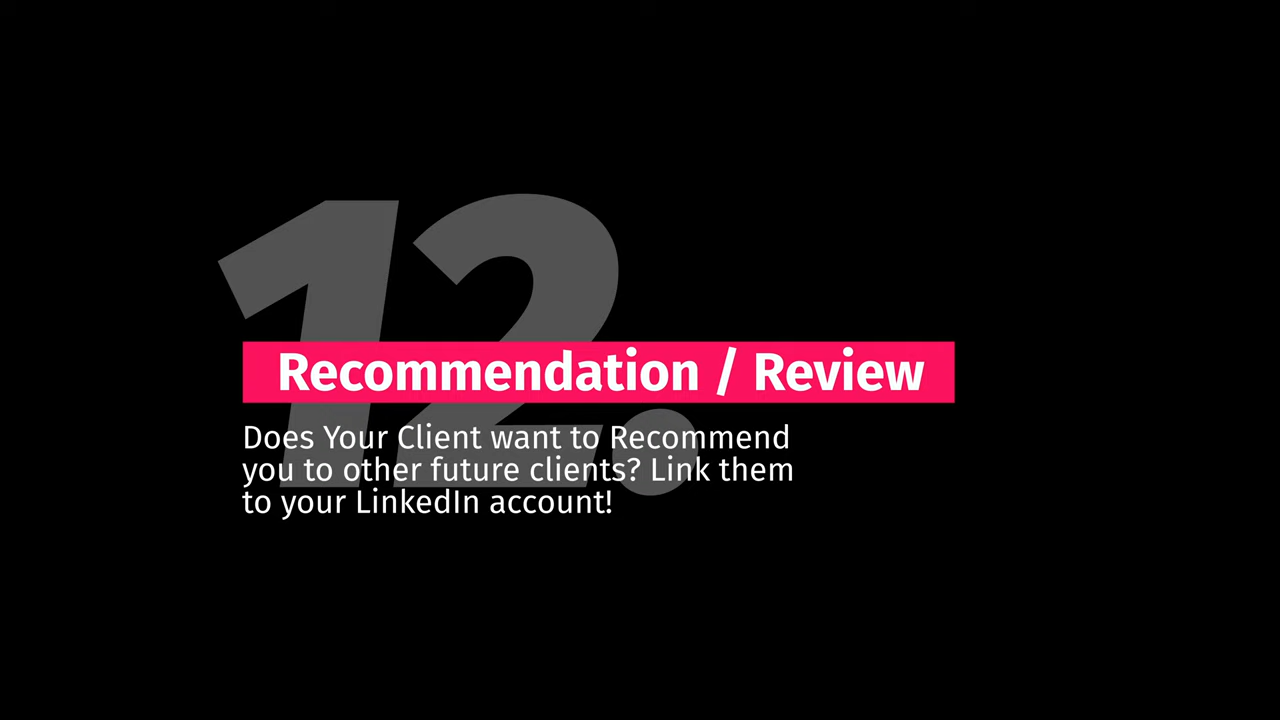 12.
Recommendation / Review
Does Your Client want to Recommend
you to other future clients? Link them
to your LinkedIn account!